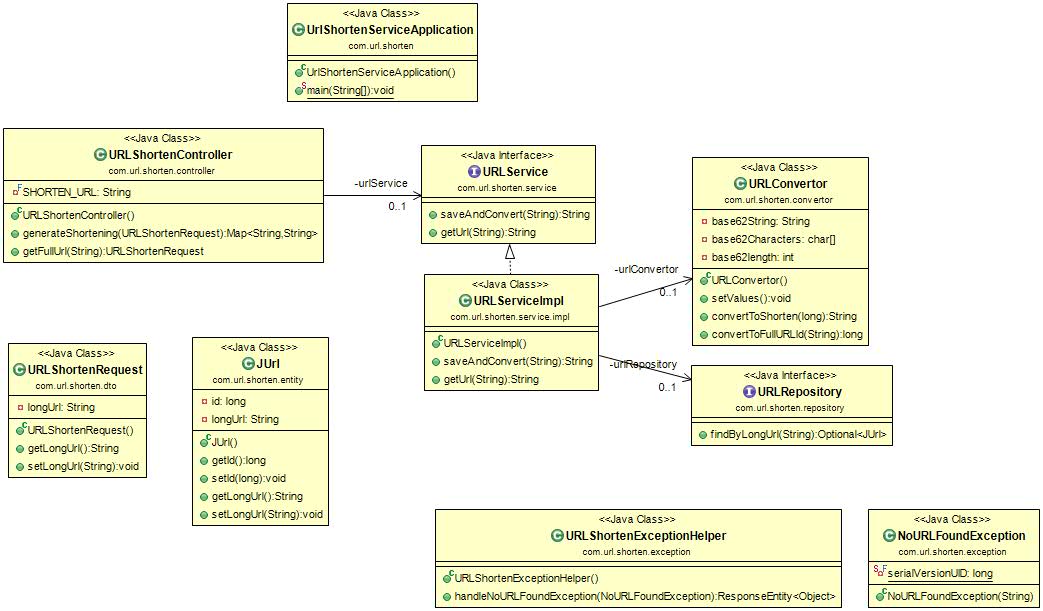 <<Java Class>>
UrlShortenServiceApplication
com.url.shorten
UrlShortenServiceApplication()
main(String[]):void
<<Java Class>>
URLShortenController
com.url.shorten.controller
SHORTEN_URL: String
URLShortenController()
generateShortening(URLShortenRequest):Map<String,String>
getFullUrl(String):URLShortenRequest
-urlService
0..1
<<Java Interface>>
URLService
com.url.shorten.service
saveAndConvert(String):String
getUrl(String):String
<<Java Class>>
URLConvertor
com.url.shorten.convertor
base62String: String
base62Characters: char[]
base62length: int
URLConvertor()
setValues():void
convertToShorten(long):String
convertToFullURLId(String):long
<<Java Class>>
URLServiceImpl
com.url.shorten.service.impl
URLServiceImpl()
saveAndConvert(String):String
getUrl(String):String
-urlConvertor
0..1
-urlRepository
0..1
<<Java Class>>
URLShortenRequest
com.url.shorten.dto
longUrl: String
URLShortenRequest()
getLongUrl():String
setLongUrl(String):void
<<Java Class>>
JUrl
com.url.shorten.entity
id: long
longUrl: String
JUrl()
getId():long
setId(long):void
getLongUrl():String
setLongUrl(String):void
<<Java Interface>>
URLRepository
com.url.shorten.repository
findByLongUrl(String):Optional<JUrl>
<<Java Class>>
URLShortenExceptionHelper
com.url.shorten.exception
URLShortenExceptionHelper()
handleNoURLFoundException(NoURLFoundException):ResponseEntity<Object>
<<Java Class>>
NoURLFoundException
com.url.shorten.exception
serialVersionUID: long
NoURLFoundException(String)